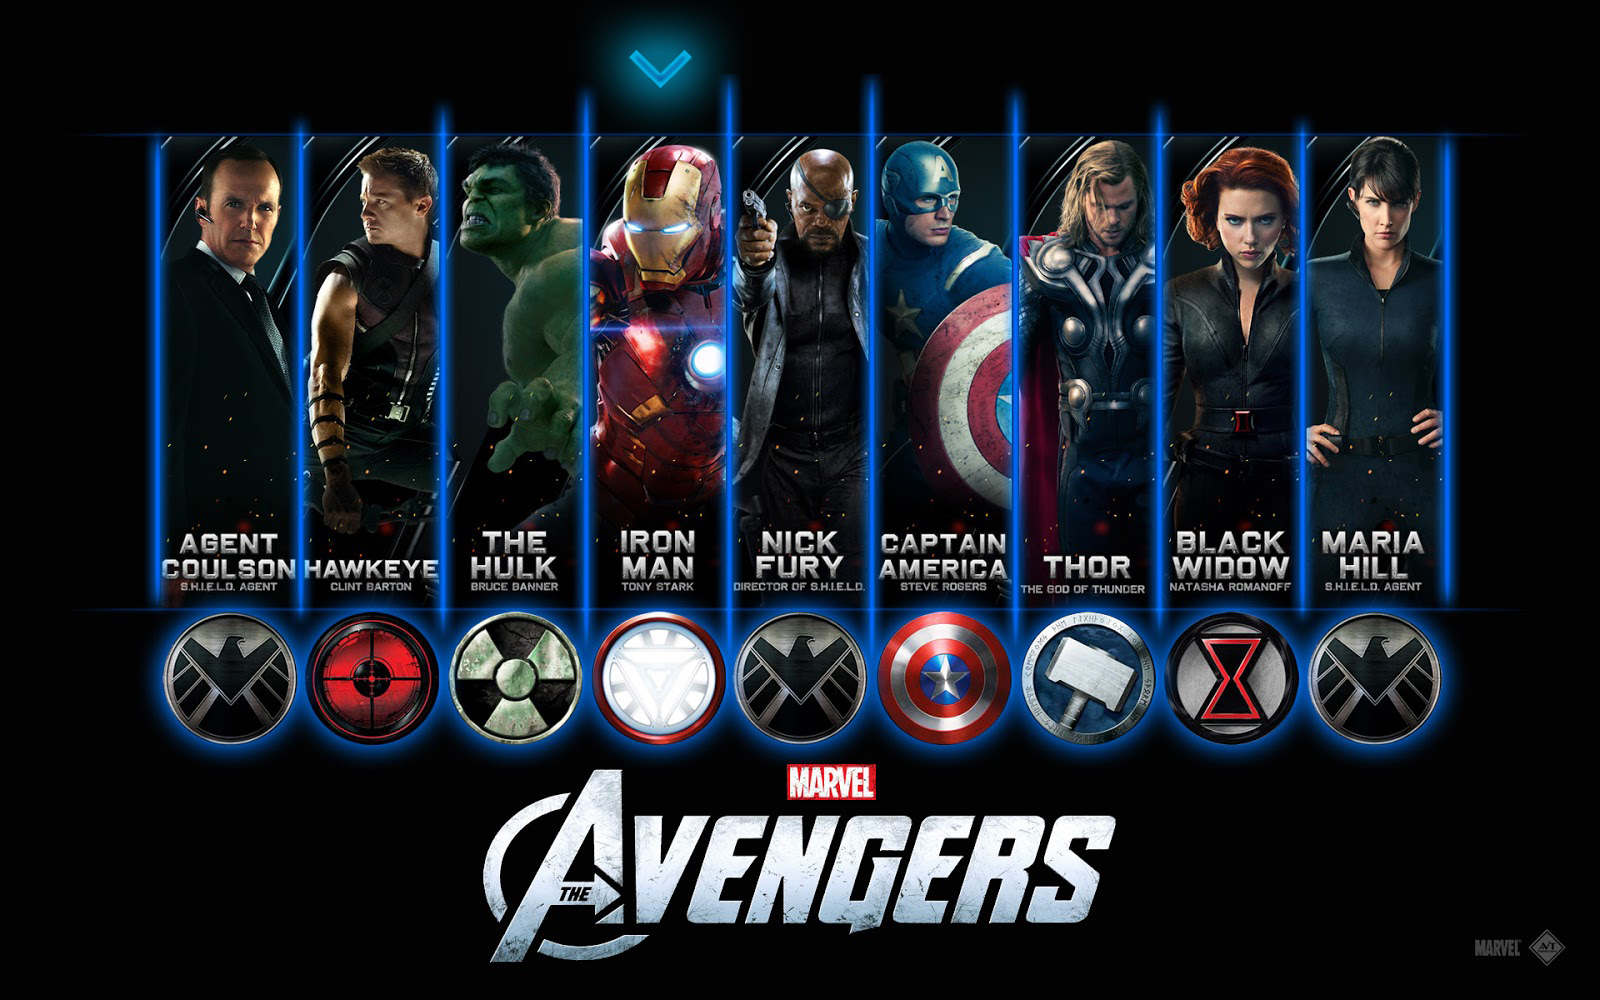 AGENT
COULSON
S.H.I.E.L.D. AGENT
HAWKEYE
CLINT BARTON
THE
HULK
BRUCE BANNER
IRON
MAN
TONY STARK
NICK
FURY
DIRECTOR OF S.H.I.E.L.D.
CAPTAIN
AMERICA
STEVE ROGERS
THOR
THE GOD OF THUNDER
BLACK
WIDOW
NATASHA ROMANOFF
MARIA
HILL
S.H.I.E.L.D. AGENT
MARVEL
THE AVENGERS
MARVEL